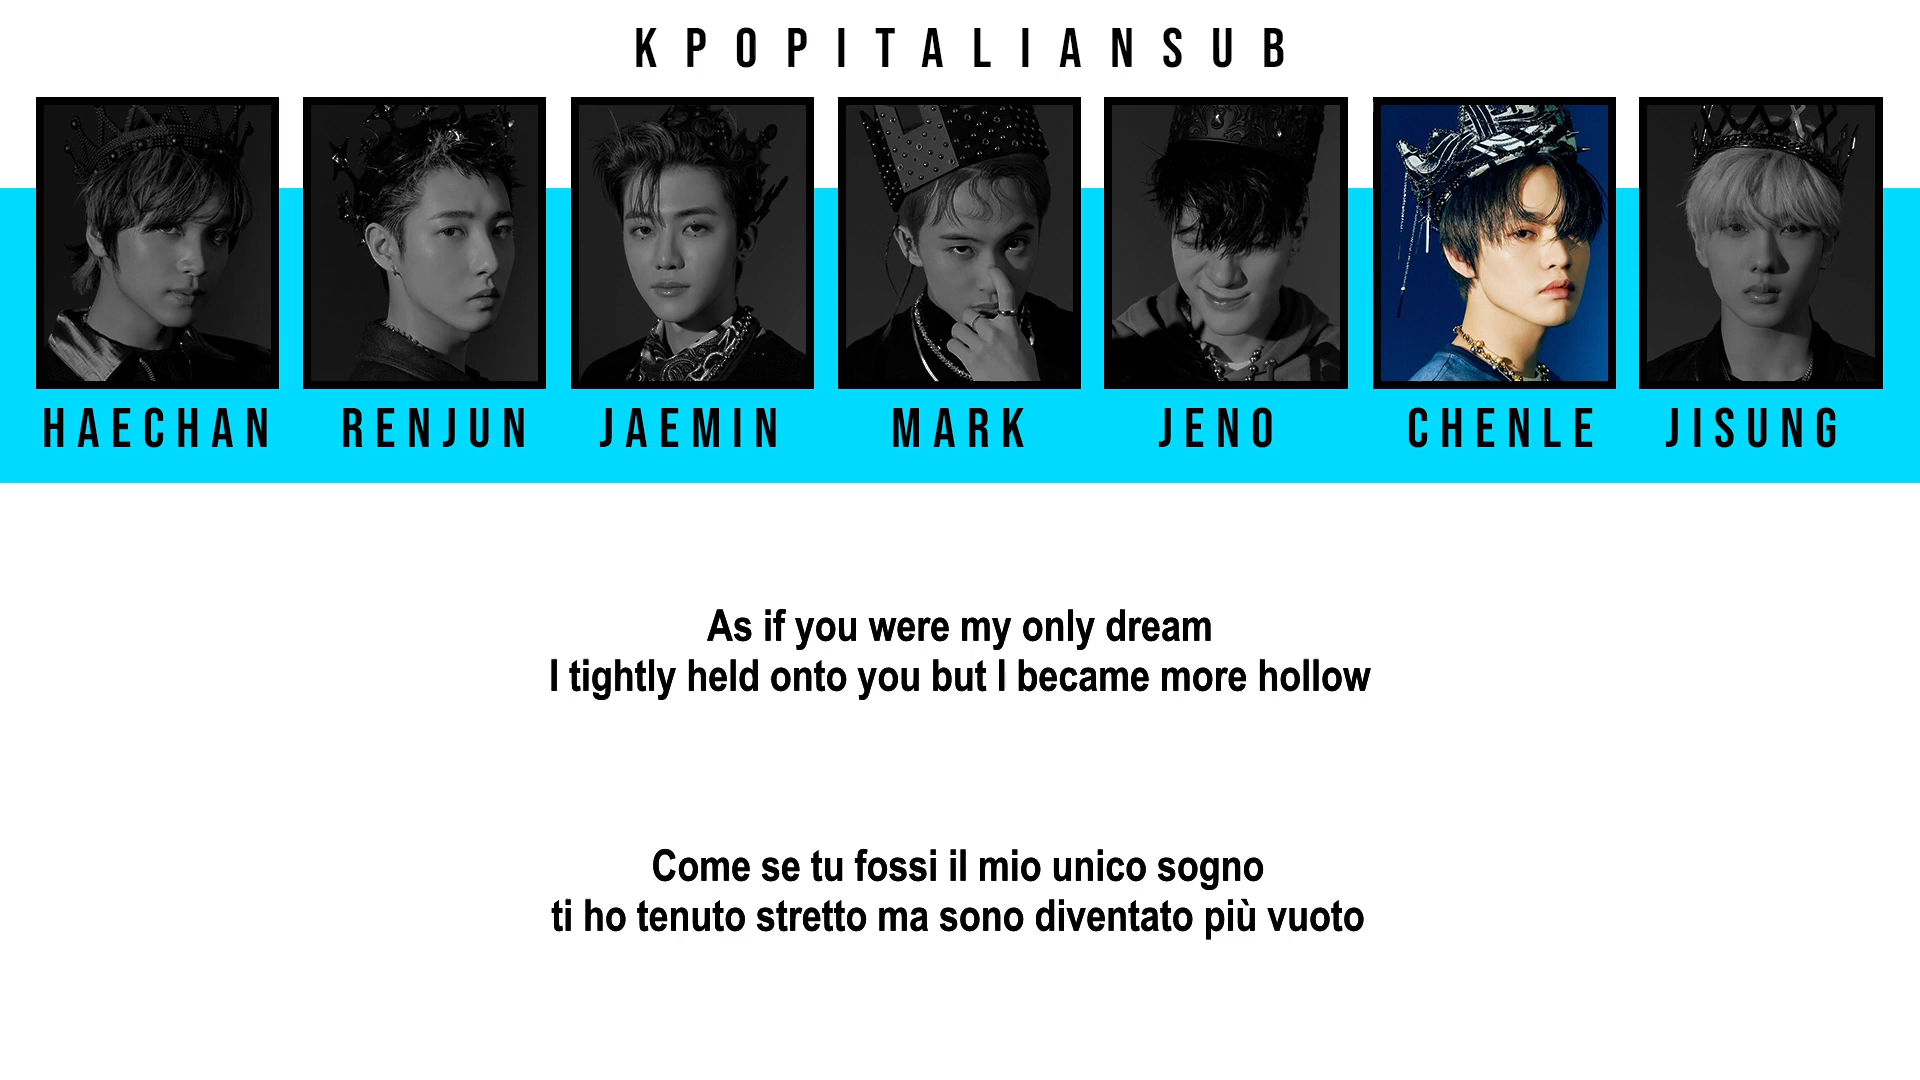 KPOPITALIANSUB
HAECHAN
RENJUN
JAEMIN
MARK
JENO
CHENLE
JISUNG
As if you were my only dream
I tightly held onto you but I became more hollow
Come se tu fossi il mio unico sogno
ti ho tenuto stretto ma sono diventato più vuoto